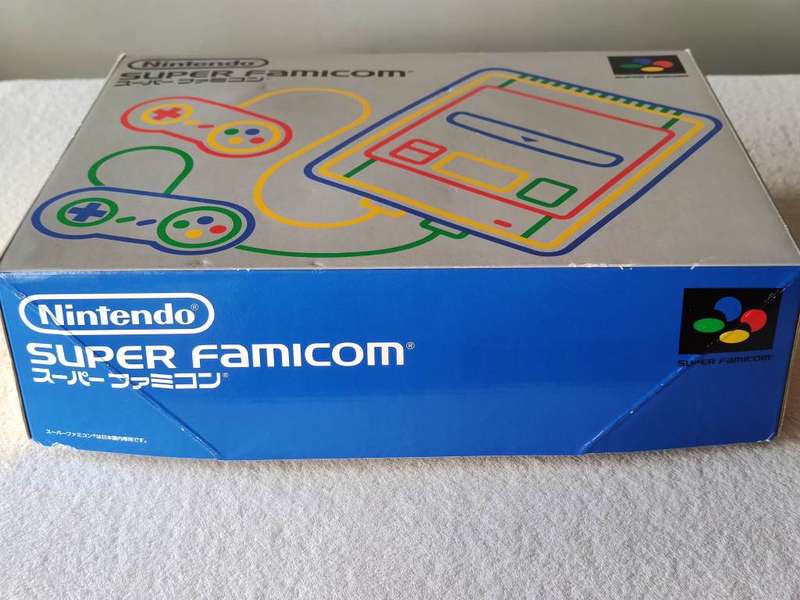 Nintendo
SUPER FAMICOM
スーパーファミコン
SUPER FAMICOM
Nintendo®
SUPER FAMICOM®
スーパーファミコン®
SUPER FAMICOM
スーパーファミコン®は日本国内専用です。